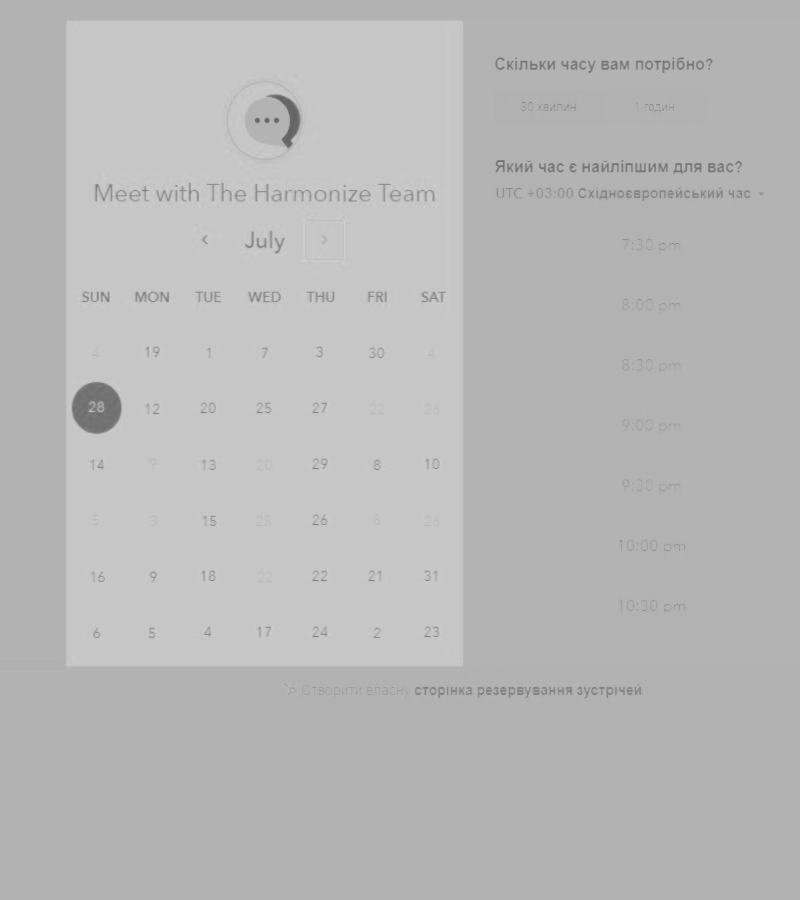 Meet with The Harmonize Team
July
SUN MON TUE WED THU FRI SAT
4 19 1 7 3 30 4
28 12 20 25 27 22 26
14 9 13 20 29 8 10
5 3 15 25 26 6 26
16 9 18 22 22 21 31
6 5 4 17 24 2 23
Скільки часу вам потрібно?
30 хвилин 1 годин
Який час є найліпшим для вас?
UTC +03:00 Східноєвропейський час
7:30 pm
8:00 pm
8:30 pm
9:00 pm
9:30 pm
10:00 pm
10:30 pm
Створити власну сторінка резервування зустрічей